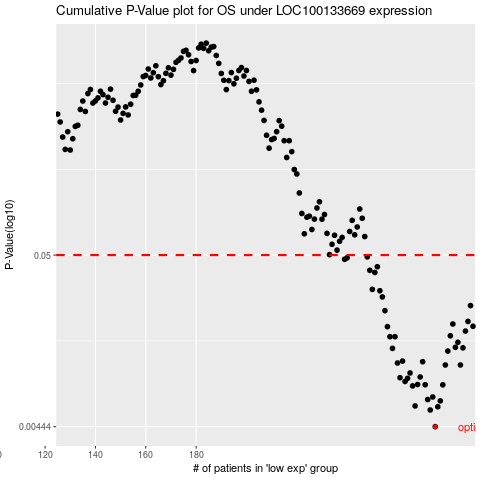 Cumulative P-Value plot for OS under LOC100133669 expression
P-Value(log10)
0.05
0.00444
opti
0
120
140
160
180
# of patients in 'low exp' group